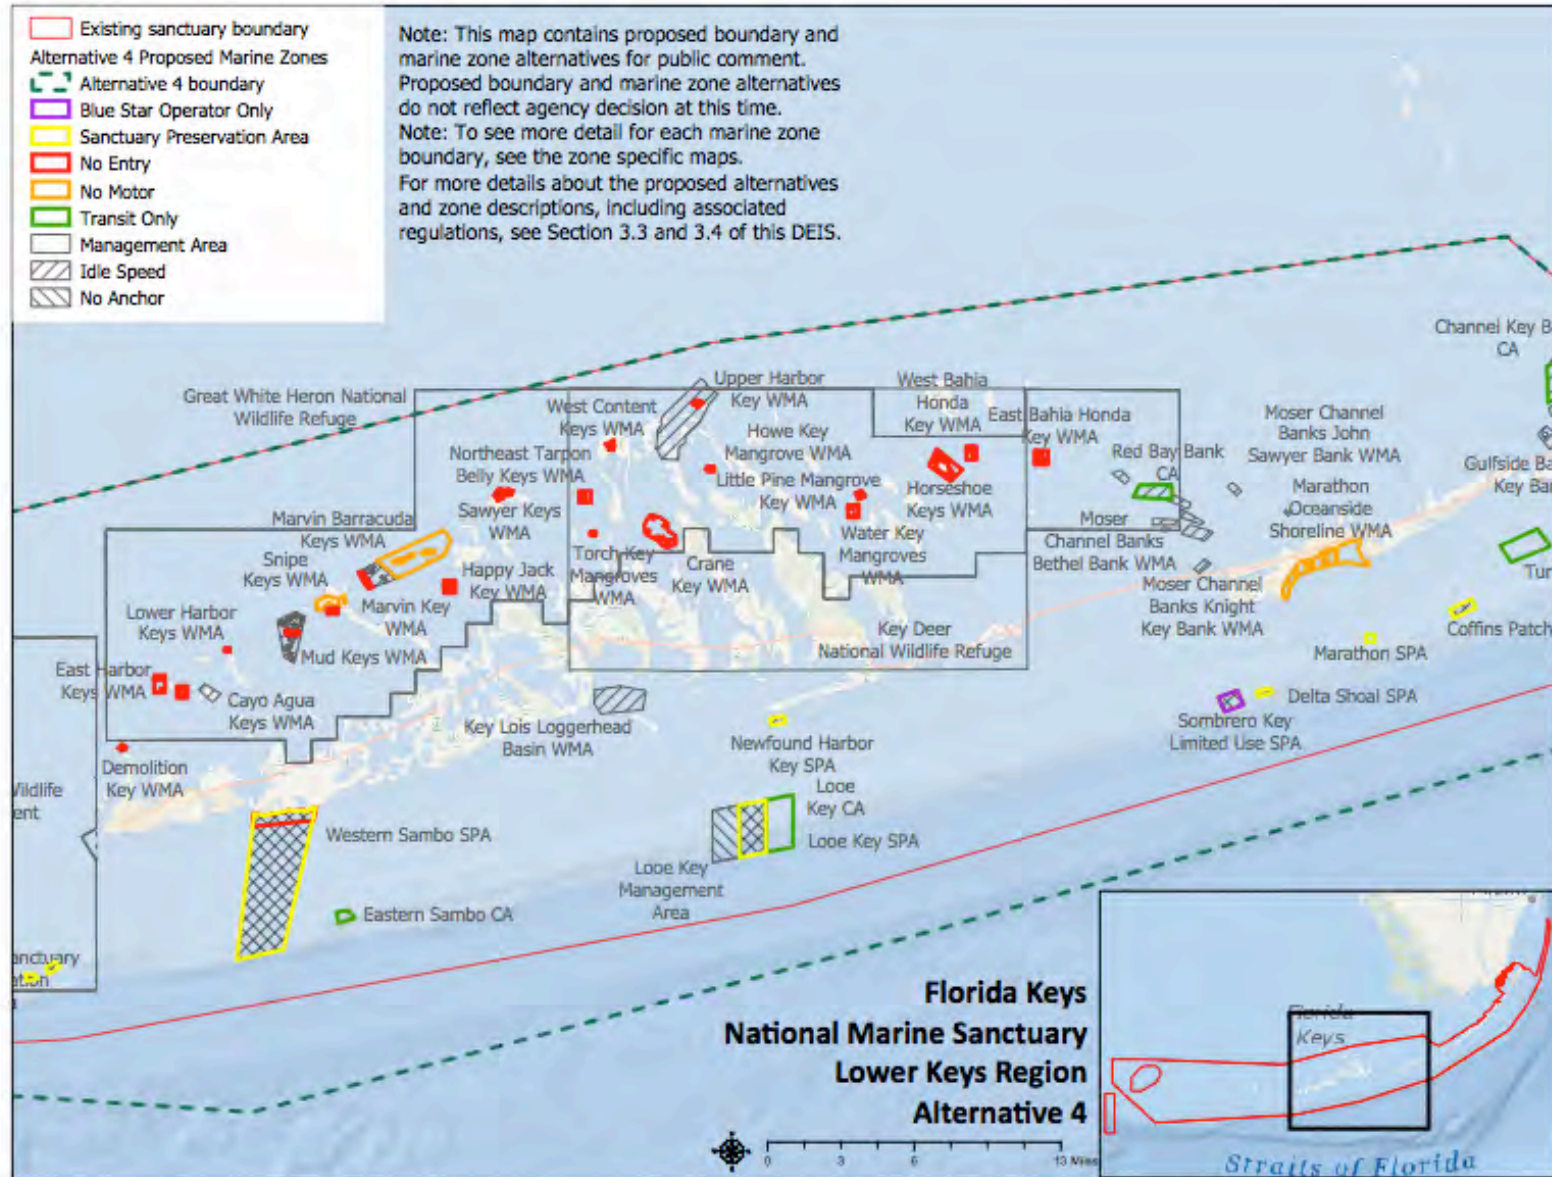 Existing sanctuary boundary
Alternative 4 Proposed Marine Zones
Alternative 4 boundary
Blue Star Operator Only
Sanctuary Preservation Area
No Entry
No Motor
Transit Only
Management Area
Idle Speed
No Anchor
Note: This map contains proposed boundary and
marine zone alternatives for public comment.
Proposed boundary and marine zone alternatives
do not reflect agency decision at this time.
Note: To see more detail for each marine zone
boundary, see the zone specific maps.
For more details about the proposed alternatives
and zone descriptions, including associated
regulations, see Section 3.3 and 3.4 of this DEIS.
Channel Key B
CA
Great White Heron National
Wildlife Refuge
Upper Harbor
Key WMA
West Content
Keys WMA
West Bahia
Honda
Key WMA
East Bahia Honda
Key WMA
Howe Key
Mangrove WMA
Northeast Tarpon
Belly Keys WMA
Little Pine Mangrove
Key WMA
Red Bay Bank
CA
Moser Channel
Banks John
Sawyer Bank WMA
Gulfside Ba
Key Ban
Horseshoe
Keys WMA
Sawyer Keys
WMA
Marathon
Oceanside
Shoreline WMA
Marvin Barracuda
Keys WMA
Moser
Channel Banks
Bethel Bank WMA
Water Key
Mangroves
WMA
Snipe
Keys WMA
Torch Key
Mangroves
WMA
Crane
Key WMA
Happy Jack
Key WMA
Tur
Moser Channel
Banks Knight
Key Bank WMA
Marvin Key
WMA
Lower Harbor
Keys WMA
Mud Keys WMA
Key Deer
National Wildlife Refuge
Coffins Patch
Marathon SPA
East Harbor
Keys WMA
Cayo Agua
Keys WMA
Delta Shoal SPA
Sombrero Key
Limited Use SPA
Key Lois Loggerhead
Basin WMA
Newfound Harbor
Key SPA
Demolition
Key WMA
Wildlife
ent
Looe
Key CA
Looe Key SPA
Western Sambo SPA
Looe Key
Management
Area
Eastern Sambo CA
anctuary
ation
Florida Keys
National Marine Sanctuary
Lower Keys Region
Alternative 4
0 3 6 13 Miles
Florida
Keys
Straits of Florida